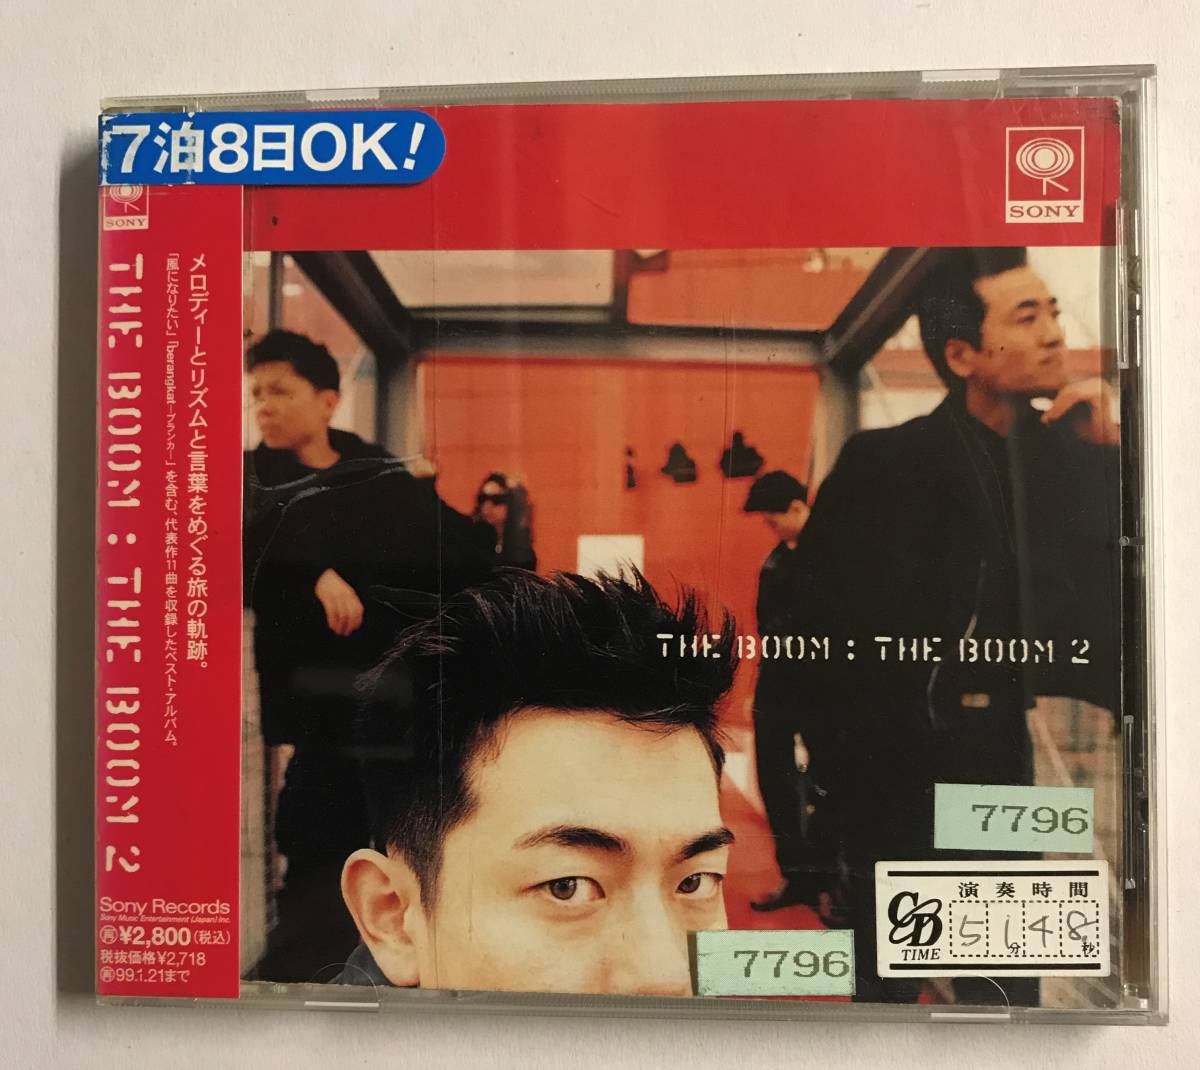 7泊8日OK!
SONY
THE BOOM : THE BOOM 2
メロディーとリズムと言葉をめぐる旅の軌跡。
「風になりたい」「berangkat－ブランカー」を含む、代表作11曲を収録したベスト・アルバム。
Sony Records
Sony Music Entertainment (Japan) Inc.
再¥2,800(税込)
税抜価格¥2,718
再99.1.21まで
SONY
THE BOOM : THE BOOM 2
7796
7796
CD TIME
演奏時間
51分48秒